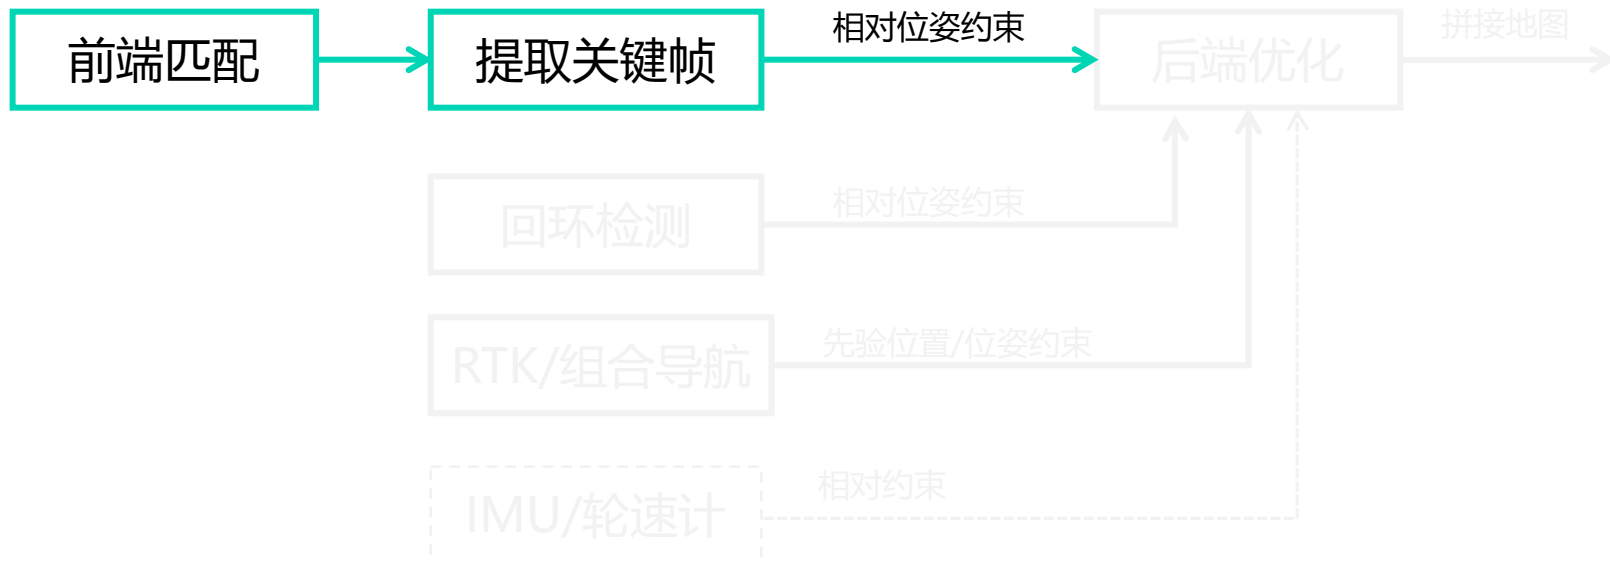 前端匹配
提取关键帧
相对位姿约束
后端优化
拼接地图
回环检测
相对位姿约束
RTK/组合导航
先验位置/位姿约束
IMU/轮速计
相对约束